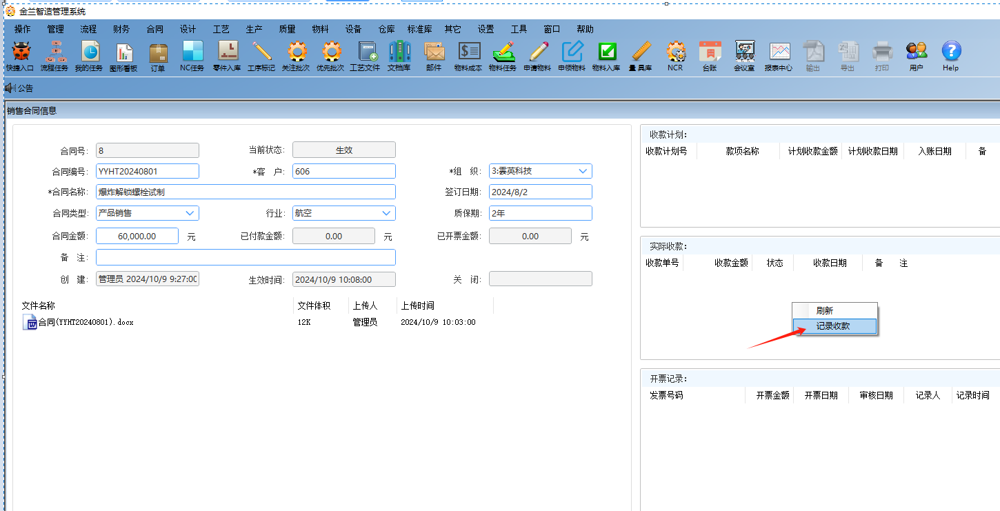 金兰智造管理系统
操作 管理 流程 财务 合同 设计 工艺 生产 质量 物料 设备 仓库 标准库 其它 设置 工具 窗口 帮助
快捷入口 流程任务 我的任务 图形看板 订单 NC任务 零件入库 工序标记 关注批次 优先批次 工艺文件 文档库 邮件 物料成本 物料任务 申请物料 申领物料 物料入库 量具库 NCR 台账 会议室 报表中心 输出 导出 打印 用户 Help
公告
销售合同信息
合同号: 8 当前状态: 生效
合同编号: YYHT20240801 *客 户: 606 *组 织: 3:雲英科技
*合同名称: 爆炸解锁螺栓试制 签订日期: 2024/8/2
合同类型: 产品销售 行业: 航空 质保期: 2年
合同金额: 60,000.00 元 已付款金额: 0.00 元 已开票金额: 0.00 元
备 注:
创 建: 管理员 2024/10/9 9:27:00 生效时间: 2024/10/9 10:08:00 关 闭:
文件名称 文件体积 上传人 上传时间
合同(YYHT20240801).docx 12K 管理员 2024/10/9 10:03:00
收款计划:
收款计划号 款项名称 计划收款金额 计划收款日期 入账日期 备
实际收款:
收款单号 收款金额 状态 收款日期 备 注
刷新
记录收款
开票记录:
发票号码 开票金额 开票日期 审核日期 记录人 记录时间